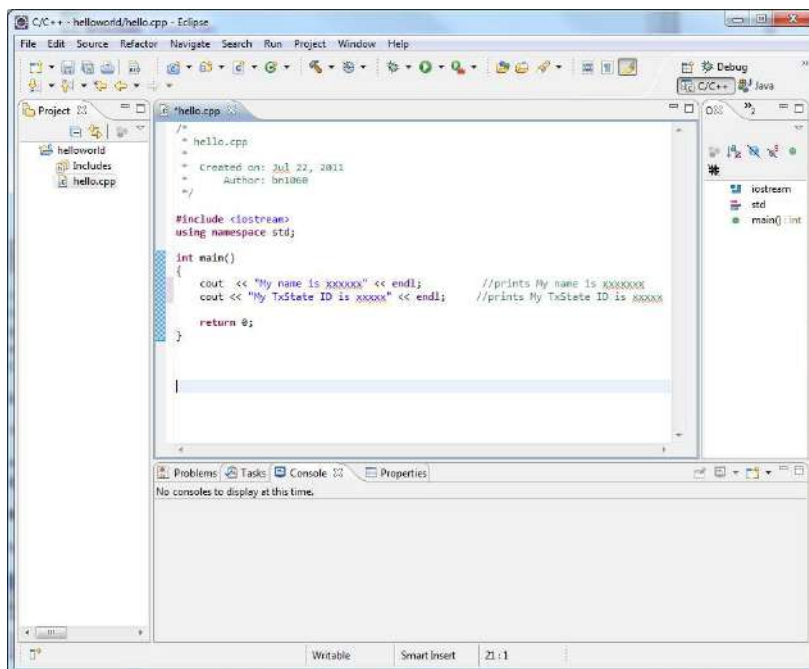 C/C++ - helloworld/hello.cpp - Eclipse
File Edit Source Refactor Navigate Search Run Project Window Help
Debug
C/C++ Java
Project
helloworld
Includes
hello.cpp
*hello.cpp
/*
* hello.cpp
*
* Created on: Jul 22, 2011
* Author: bn1060
*/
#include <iostream>
using namespace std;
int main()
{
cout << "My name is xxxxxx" << endl; //prints My name is xxxxxxx
cout << "My TxState ID is xxxxx" << endl; //prints My TxState ID is xxxxx
return 0;
}
iostream
std
main() : int
Problems Tasks Console Properties
No consoles to display at this time.
Writable Smart Insert 21 : 1